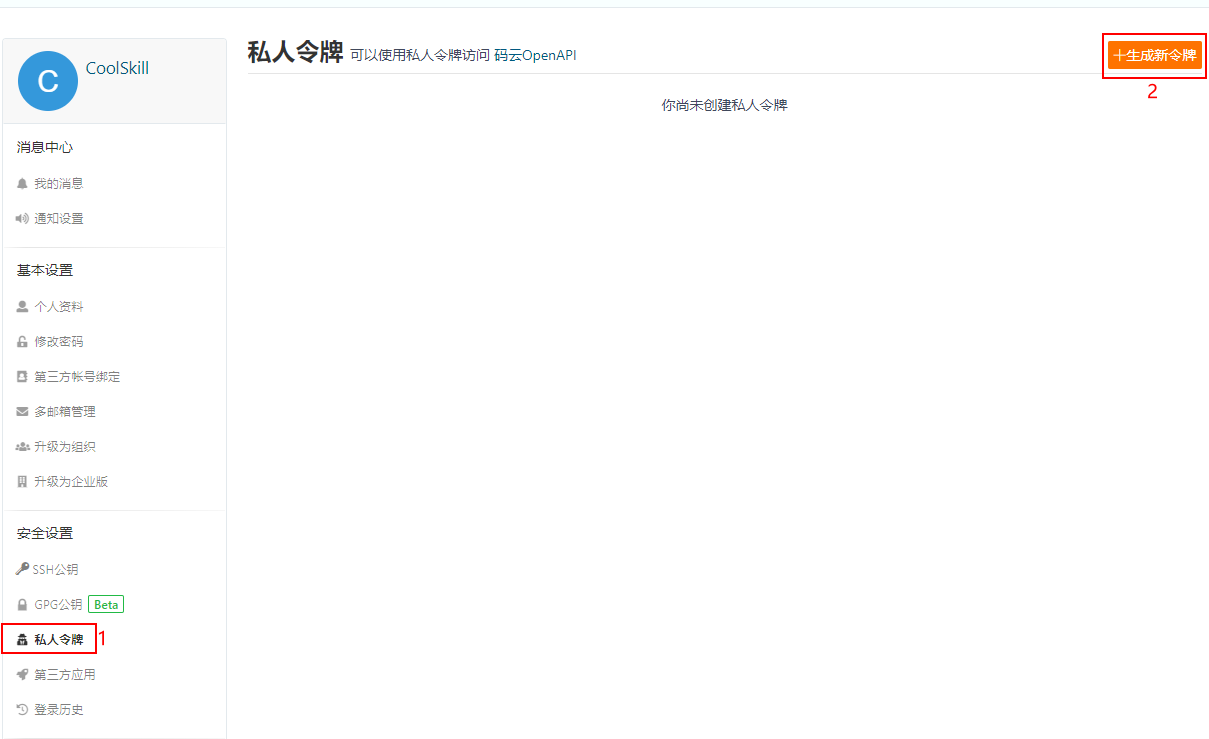 C
CoolSkill
私人令牌 可以使用私人令牌访问 码云OpenAPI
+生成新令牌
2
你尚未创建私人令牌
消息中心
我的消息
通知设置
基本设置
个人资料
修改密码
第三方帐号绑定
多邮箱管理
升级为组织
升级为企业版
安全设置
SSH公钥
GPG公钥 Beta
私人令牌 1
第三方应用
登录历史